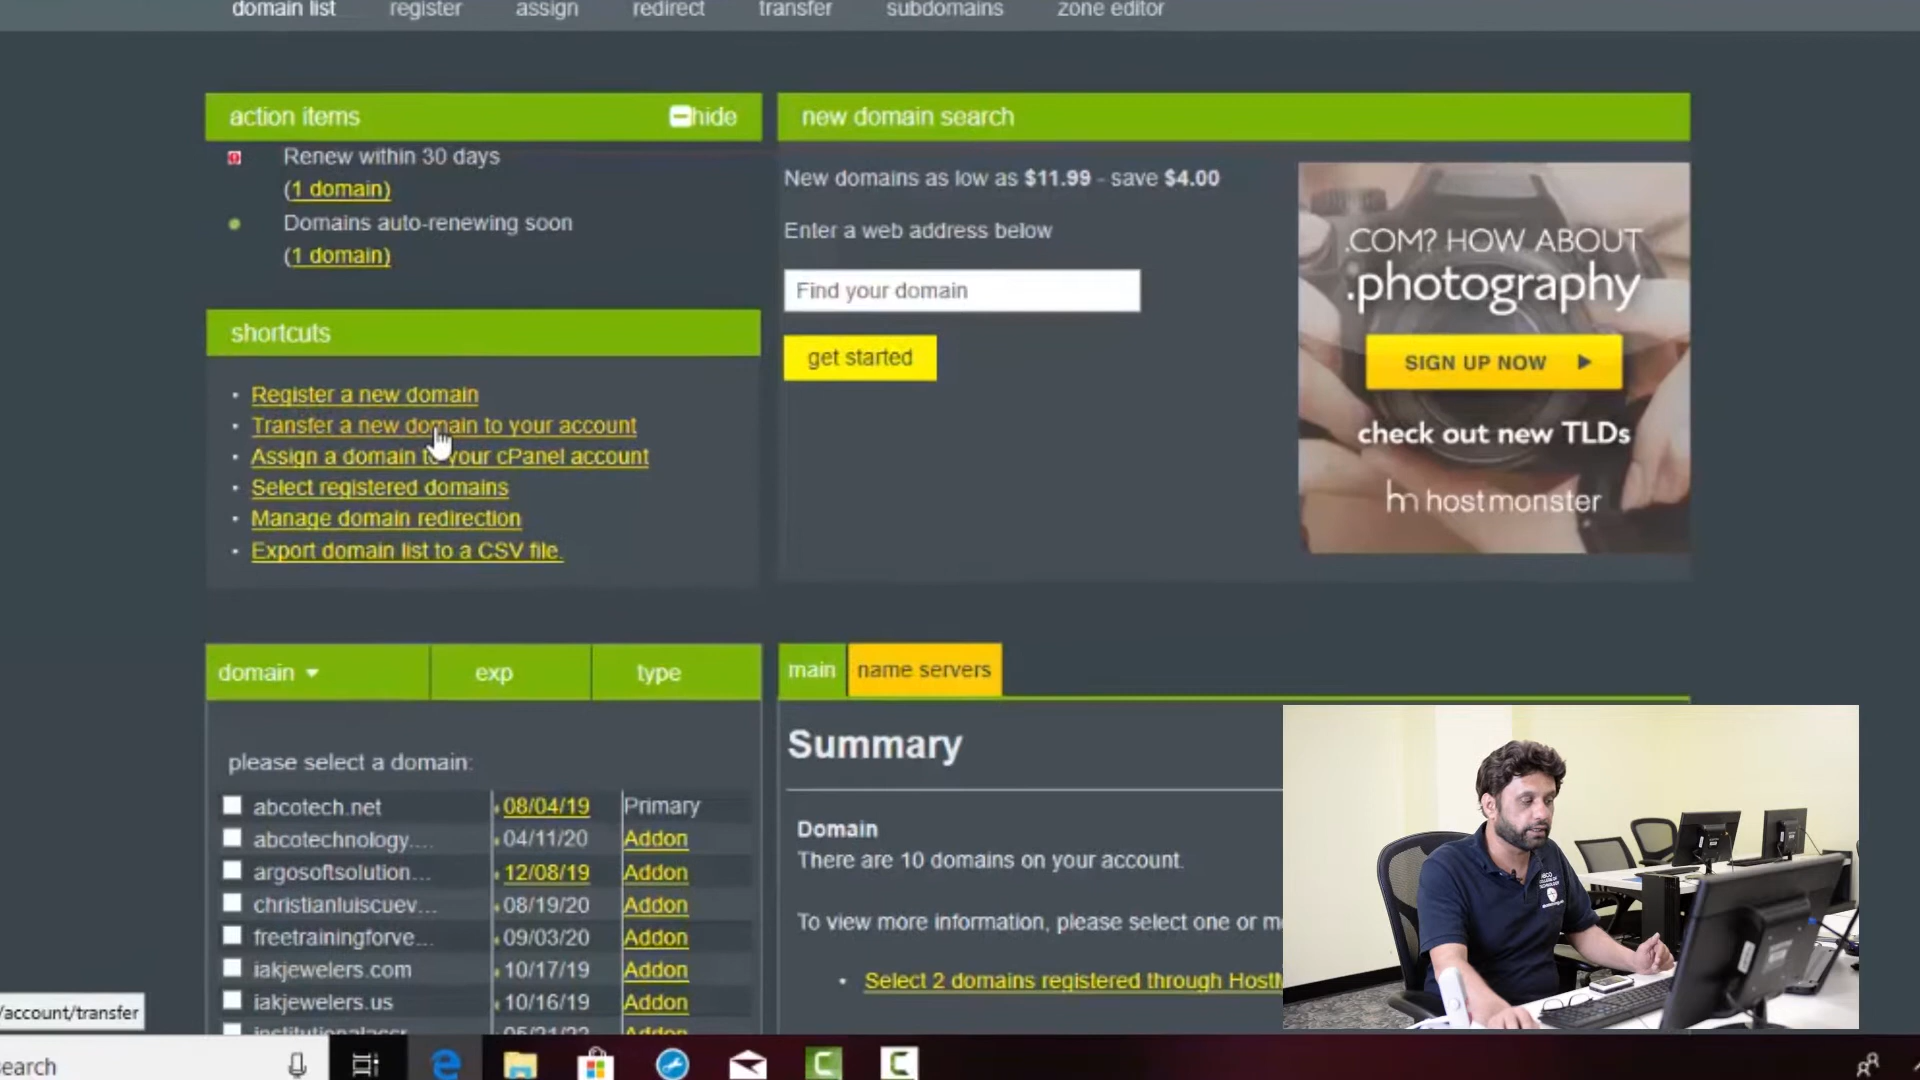 domain list register assign redirect transfer subdomains zone editor
action items hide
Renew within 30 days
(1 domain)
Domains auto-renewing soon
(1 domain)
shortcuts
Register a new domain
Transfer a new domain to your account
Assign a domain to your cPanel account
Select registered domains
Manage domain redirection
Export domain list to a CSV file.
new domain search
New domains as low as $11.99 - save $4.00
Enter a web address below
Find your domain
get started
.COM? HOW ABOUT
.photography
SIGN UP NOW
check out new TLDs
hm hostmonster
domain exp type
please select a domain:
abcotech.net 08/04/19 Primary
abcotechnology.... 04/11/20 Addon
argosoftsolution... 12/08/19 Addon
christianluiscuev... 08/19/20 Addon
freetrainingforve... 09/03/20 Addon
iakjewelers.com 10/17/19 Addon
iakjewelers.us 10/16/19 Addon
main name servers
Summary
Domain
There are 10 domains on your account.
To view more information, please select one or m
Select 2 domains registered through Host
/account/transfer
earch